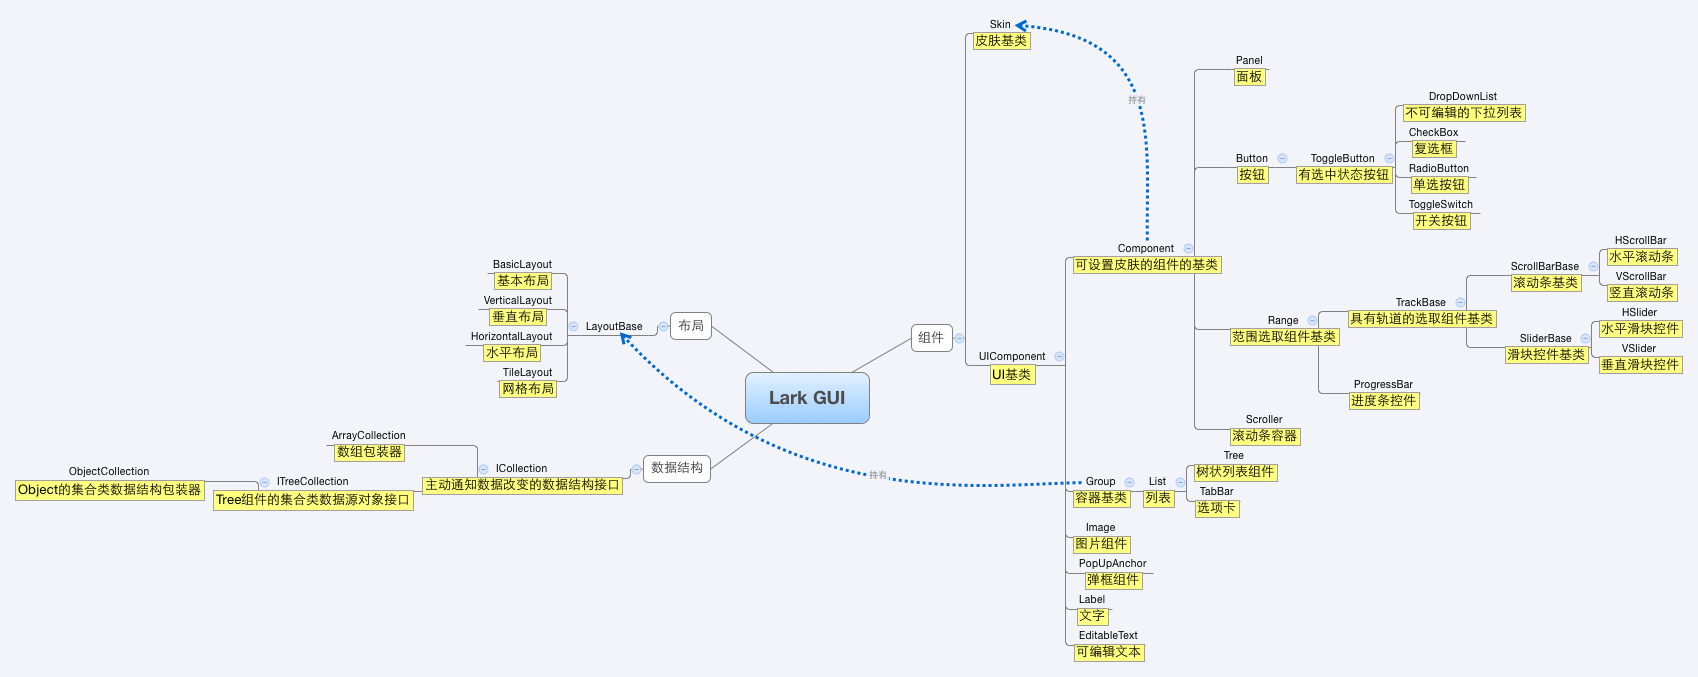 Lark GUI
组件
Skin
皮肤基类
持有
UIComponent
UI基类
Component
可设置皮肤的组件的基类
Panel
面板
Button
按钮
ToggleButton
有选中状态按钮
DropDownList
不可编辑的下拉列表
CheckBox
复选框
RadioButton
单选按钮
ToggleSwitch
开关按钮
Range
范围选取组件基类
TrackBase
具有轨道的选取组件基类
ScrollBarBase
滚动条基类
HScrollBar
水平滚动条
VScrollBar
竖直滚动条
SliderBase
滑块控件基类
HSlider
水平滑块控件
VSlider
垂直滑块控件
ProgressBar
进度条控件
Scroller
滚动条容器
Group
容器基类
List
列表
Tree
树状列表组件
TabBar
选项卡
Image
图片组件
PopUpAnchor
弹框组件
Label
文字
EditableText
可编辑文本
布局
LayoutBase
BasicLayout
基本布局
VerticalLayout
垂直布局
HorizontalLayout
水平布局
TileLayout
网格布局
持有,
数据结构
ICollection
主动通知数据改变的数据结构接口
ArrayCollection
数组包装器
ITreeCollection
Tree组件的集合类数据源对象接口
ObjectCollection
Object的集合类数据结构包装器